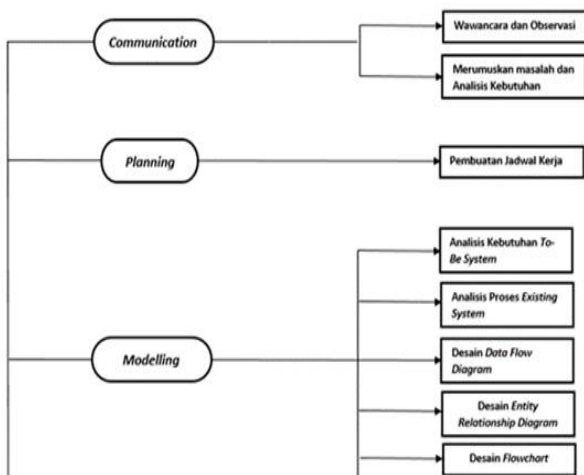 Communication
Wawancara dan Observasi
Merumuskan masalah dan
Analisis Kebutuhan
Planning
Pembuatan Jadwal Kerja
Modelling
Analisis Kebutuhan To-
Be System
Analisis Proses Existing
System
Desain Data Flow
Diagram
Desain Entity
Relationship Diagram
Desain Flowchart